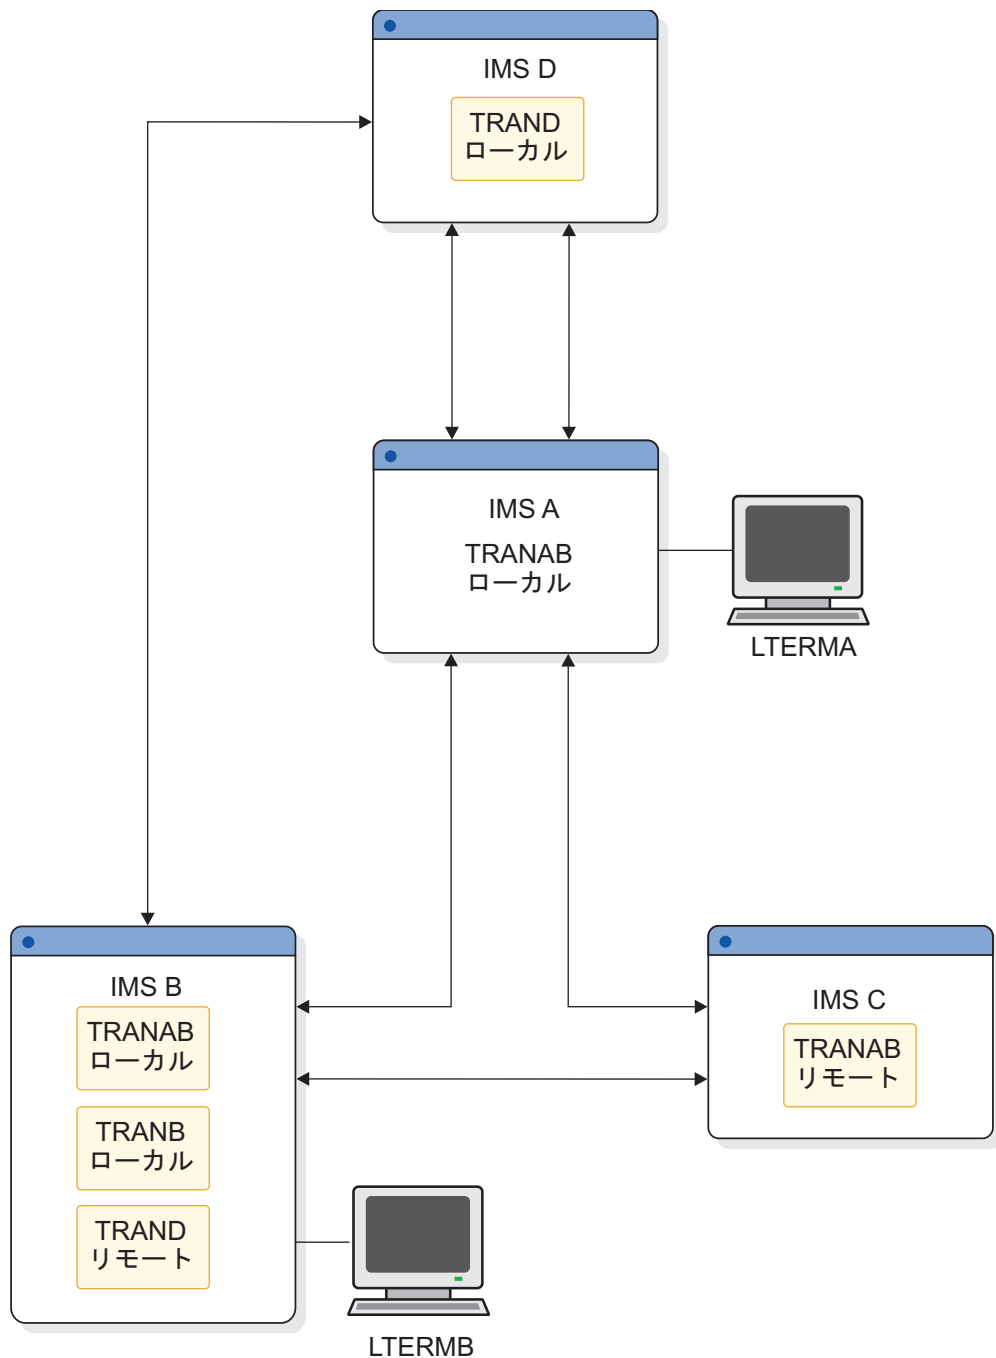 IMS D
TRAND
ローカル
IMS A
TRANAB
ローカル
LTERMA
IMS B
TRANAB
ローカル
TRANB
ローカル
TRAND
リモート
LTERMB
IMS C
TRANAB
リモート